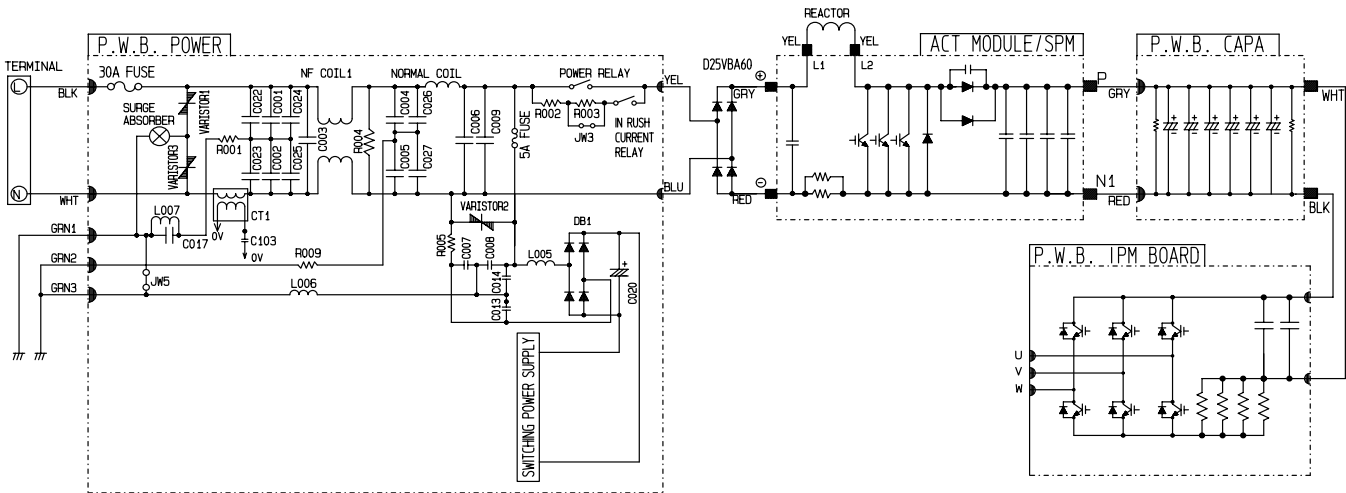 P.W.B. POWER
TERMINAL
L
BLK
30A FUSE
SURGE
ABSORBER
VARISTOR1
VARISTOR3
R001
C022
C001
C024
C023
C002
C025
C003
NF COIL1
R004
C004
C026
C005
C027
NORMAL COIL
C006
C009
5A FUSE
POWER RELAY
R002
R003
JW3
IN RUSH
CURRENT
RELAY
YEL
BLU
N
WHT
GRN1
GRN2
GRN3
L007
C017
JW5
CT1
0V
C103
0V
R009
L006
VARISTOR2
R005
C007
C008
C014
C013
L005
DB1
+
C020
SWITCHING POWER SUPPLY
D25VBA60
+
GRY
−
RED
REACTOR
YEL
YEL
L1
L2
ACT MODULE/SPM
P
GRY
N1
RED
P.W.B. CAPA
+
+
+
+
+
+
WHT
BLK
P.W.B. IPM BOARD
U
V
W